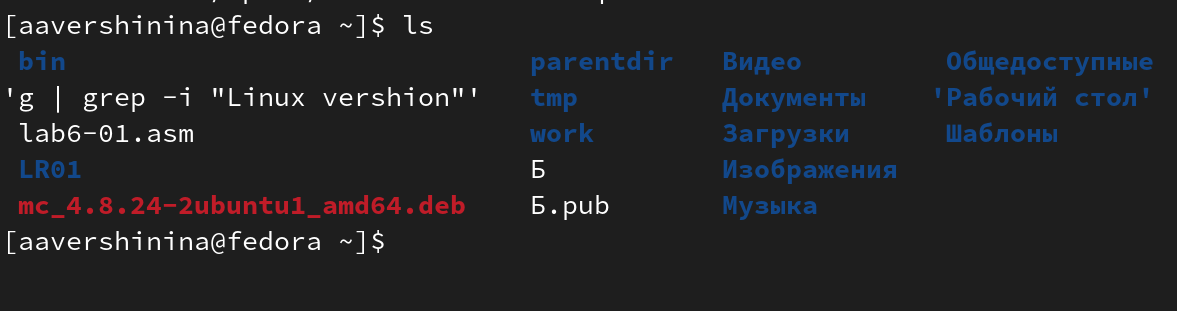 [aavershinina@fedora ~]$ ls
bin parentdir Видео Общедоступные
'g | grep -i "Linux vershion"' tmp Документы 'Рабочий стол'
lab6-01.asm work Загрузки Шаблоны
LR01 Б Изображения
mc_4.8.24-2ubuntu1_amd64.deb Б.pub Музыка
[aavershinina@fedora ~]$